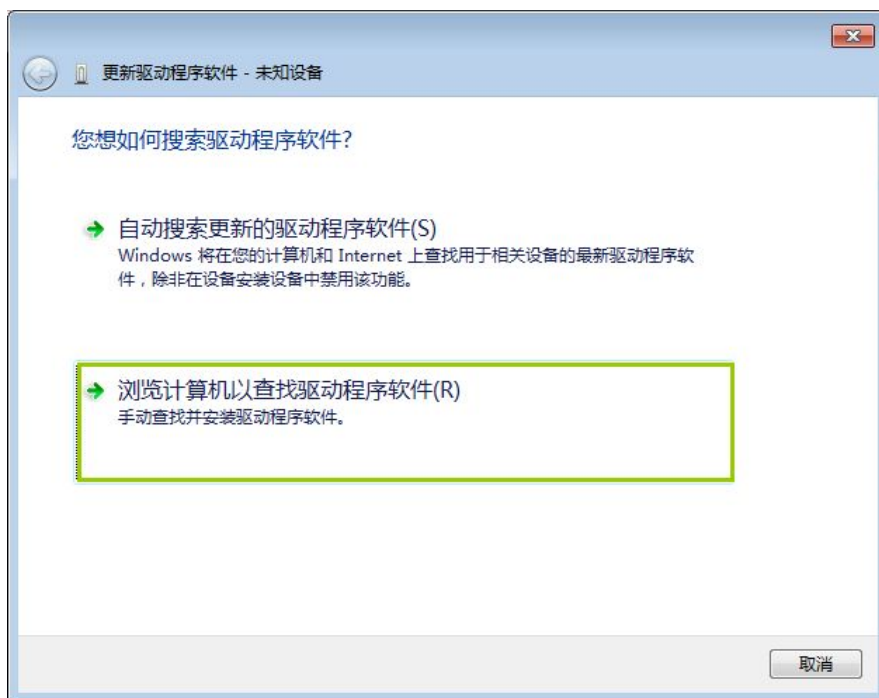 更新驱动程序软件 - 未知设备
您想如何搜索驱动程序软件?
自动搜索更新的驱动程序软件(S)
Windows 将在您的计算机和 Internet 上查找用于相关设备的最新驱动程序软
件，除非在设备安装设备中禁用该功能。
浏览计算机以查找驱动程序软件(R)
手动查找并安装驱动程序软件。
取消